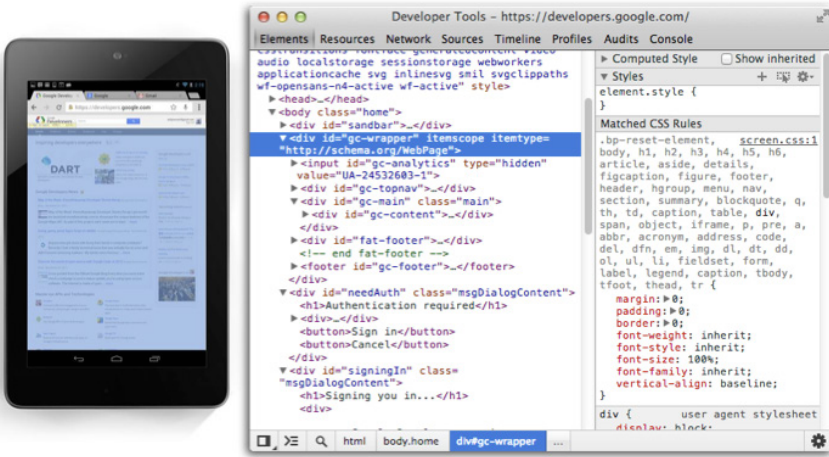 Developer Tools - https://developers.google.com/
Elements Resources Network Sources Timeline Profiles Audits Console
csstransitions fontface generatedcontent video
audio localstorage sessionstorage webworkers
applicationcache svg inlinesvg smil svgclippaths
wf-opensans-n4-active wf-active" style>
▶<head>…</head>
▼<body class="home">
▶<div id="sandbar">…</div>
▼<div id="gc-wrapper" itemscope itemtype=
"http://schema.org/WebPage">
▶<input id="gc-analytics" type="hidden"
value="UA-24532603-1">
▶<div id="gc-topnav">…</div>
▼<div id="gc-main" class="main">
▶<div id="gc-content">…</div>
</div>
▶<div id="fat-footer">…</div>
<!-- end fat-footer -->
▶<footer id="gc-footer">…</footer>
</div>
▼<div id="needAuth" class="msgDialogContent">
<h1>Authentication required</h1>
▶<div>…</div>
<button>Sign in</button>
<button>Cancel</button>
</div>
▼<div id="signingIn" class=
"msgDialogContent">
<h1>Signing you in...</h1>
<div>
html body.home div#gc-wrapper ...
▶ Computed Style Show inherited
▼ Styles
element.style {
}
Matched CSS Rules
.bp-reset-element, screen.css:1
body, h1, h2, h3, h4, h5, h6,
article, aside, details,
figcaption, figure, footer,
header, hgroup, menu, nav,
section, summary, blockquote, q,
th, td, caption, table, div,
span, object, iframe, p, pre, a,
abbr, acronym, address, code,
del, dfn, em, img, dl, dt, dd,
ol, ul, li, fieldset, form,
label, legend, caption, tbody,
tfoot, thead, tr {
margin:▶0;
padding:▶0;
border:▶0;
font-weight: inherit;
font-style: inherit;
font-size: 100%;
font-family: inherit;
vertical-align: baseline;
}
div { user agent stylesheet
display: block;
https://developers.google.com
DART